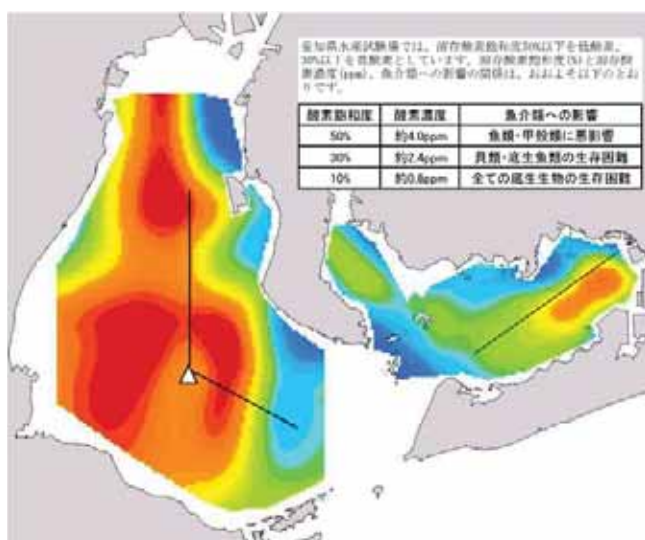 愛知県水産試験場では、溶存酸素飽和度50%以下を低酸素、
30%以下を貧酸素としています。溶存酸素飽和度(%)と溶存酸
素濃度(ppm)、魚介類への影響の関係は、おおよそ以下のとお
りです。
酸素飽和度 酸素濃度 魚介類への影響
50% 約4.0ppm 魚類・甲殻類に悪影響
30% 約2.4ppm 貝類・底生魚類の生存困難
10% 約0.8ppm 全ての底生生物の生存困難